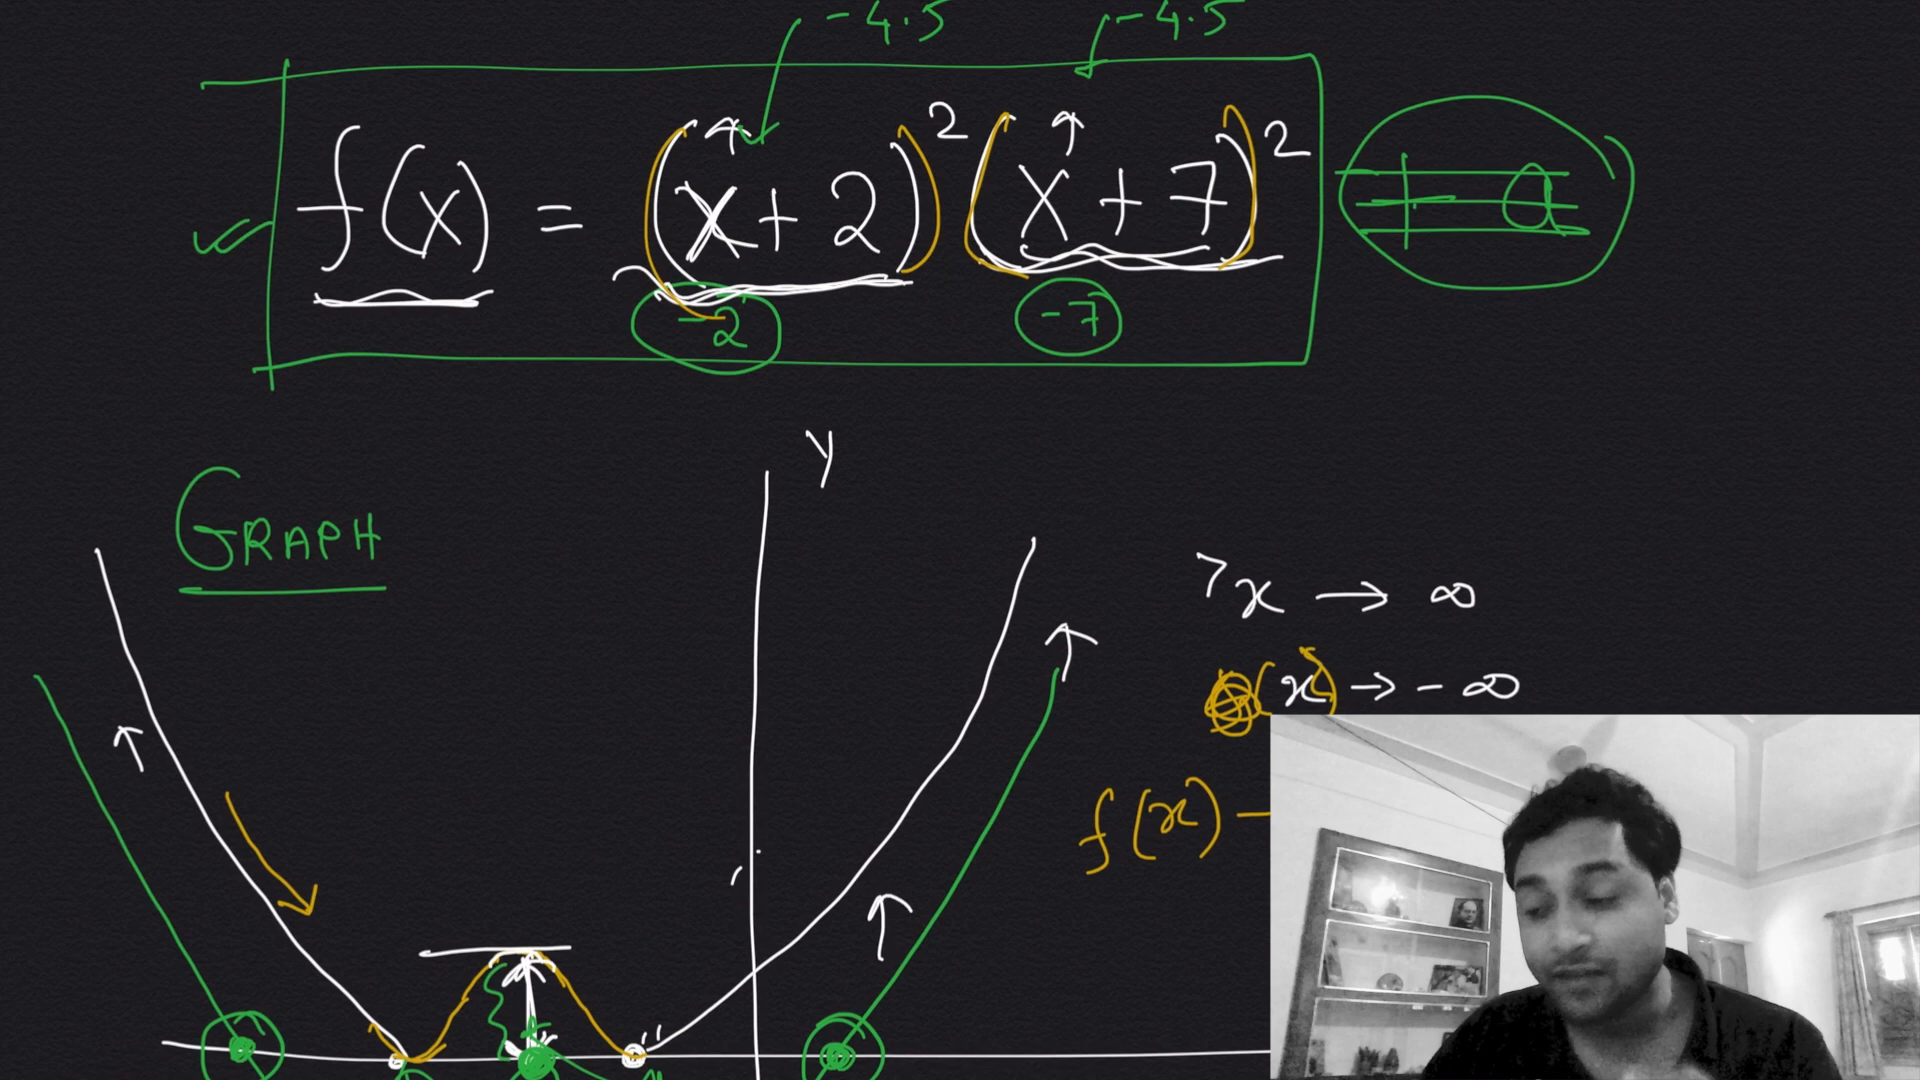 -4.5 -4.5
f(x) = (x+2)² (x+7)² + a
-2 -7
y
GRAPH
x → ∞
(x) → -∞
f(x) -